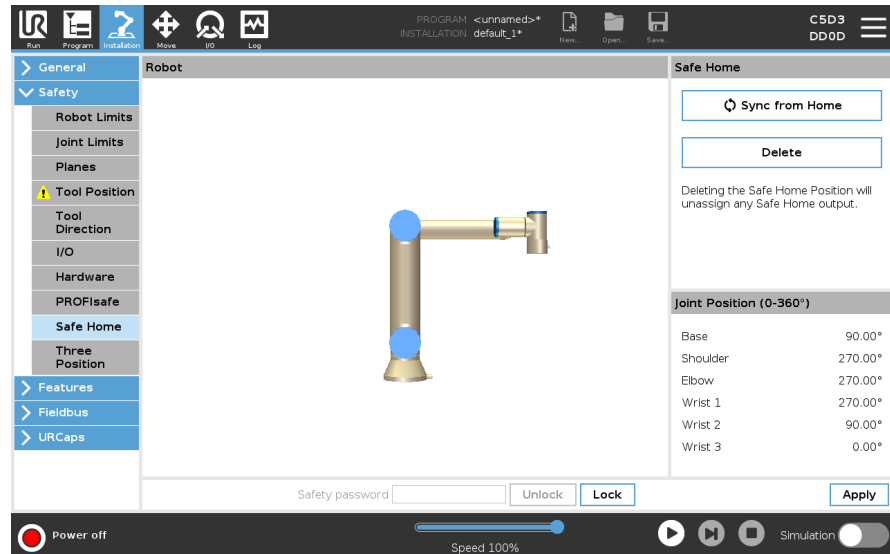 UR
Run
Program
Installation
Move
I/O
Log
PROGRAM <unnamed>*
INSTALLATION default_1*
New...
Open...
Save...
C5D3
DD0D
General
Safety
Robot Limits
Joint Limits
Planes
Tool Position
Tool
Direction
I/O
Hardware
PROFIsafe
Safe Home
Three
Position
Features
Fieldbus
URCaps
Robot
Safety password
Unlock
Lock
Safe Home
Sync from Home
Delete
Deleting the Safe Home Position will
unassign any Safe Home output.
Joint Position (0-360°)
Base 90.00°
Shoulder 270.00°
Elbow 270.00°
Wrist 1 270.00°
Wrist 2 90.00°
Wrist 3 0.00°
Apply
Power off
Speed 100%
Simulation